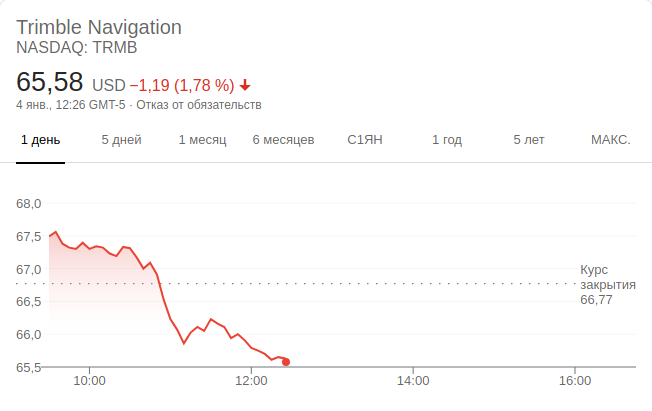 Trimble Navigation
NASDAQ: TRMB
65,58 USD −1,19 (1,78 %)
4 янв., 12:26 GMT-5 · Отказ от обязательств
1 день 5 дней 1 месяц 6 месяцев С1ЯН 1 год 5 лет МАКС.
68,0
67,5
67,0
Курс
закрытия
66,77
66,5
66,0
65,5
10:00 12:00 14:00 16:00